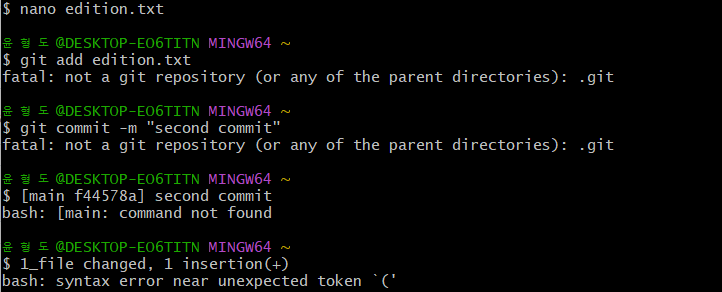 $ nano edition.txt
윤 형 도 @DESKTOP-EO6TITN MINGW64 ~
$ git add edition.txt
fatal: not a git repository (or any of the parent directories): .git
윤 형 도 @DESKTOP-EO6TITN MINGW64 ~
$ git commit -m "second commit"
fatal: not a git repository (or any of the parent directories): .git
윤 형 도 @DESKTOP-EO6TITN MINGW64 ~
$ [main f44578a] second commit
bash: [main: command not found
윤 형 도 @DESKTOP-EO6TITN MINGW64 ~
$ 1_file changed, 1 insertion(+)
bash: syntax error near unexpected token `('